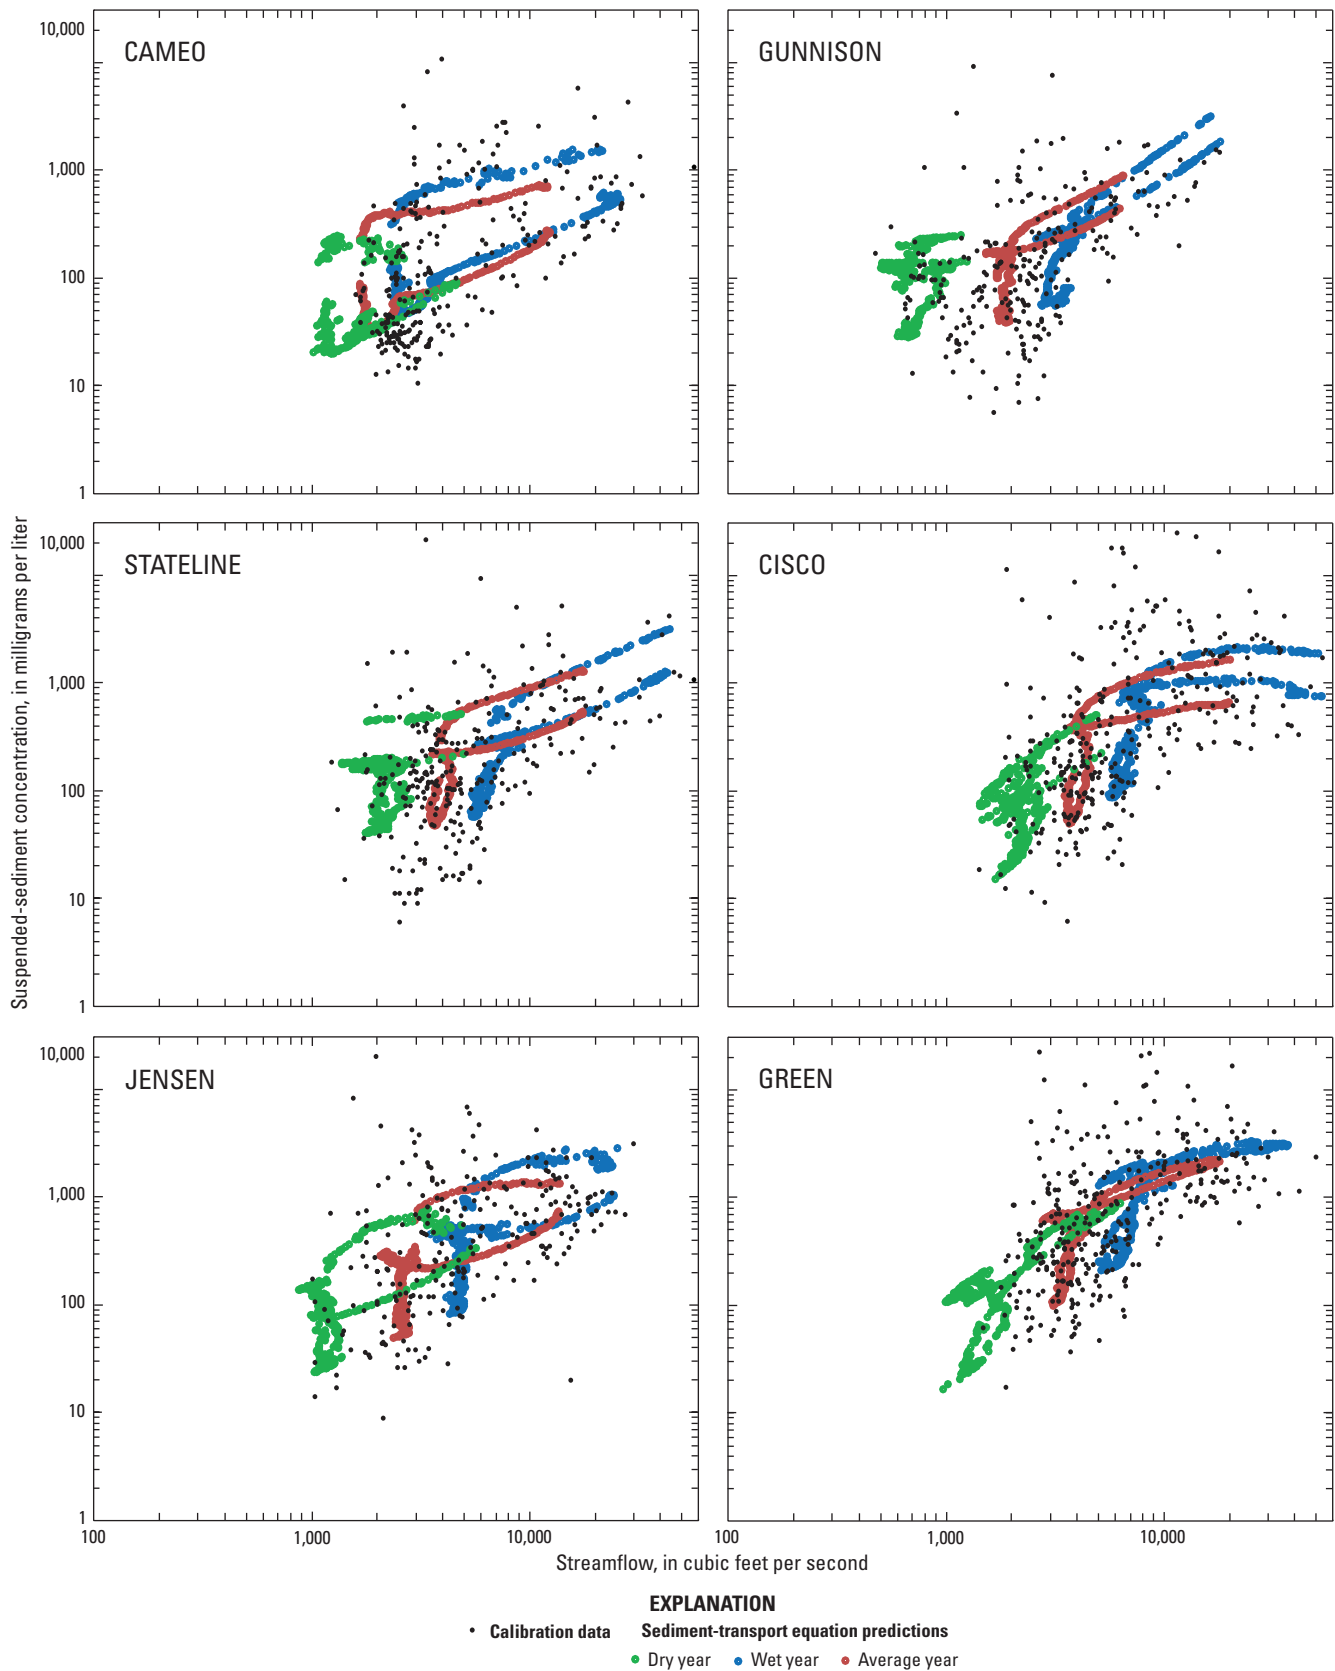 CAMEO
GUNNISON
10,000
1,000
100
10
1
STATELINE
CISCO
10,000
1,000
100
10
1
JENSEN
GREEN
10,000
1,000
100
10
1
Suspended-sediment concentration, in milligrams per liter
100 1,000 10,000 100 1,000 10,000
Streamflow, in cubic feet per second
EXPLANATION
Calibration data Sediment-transport equation predictions
Dry year Wet year Average year